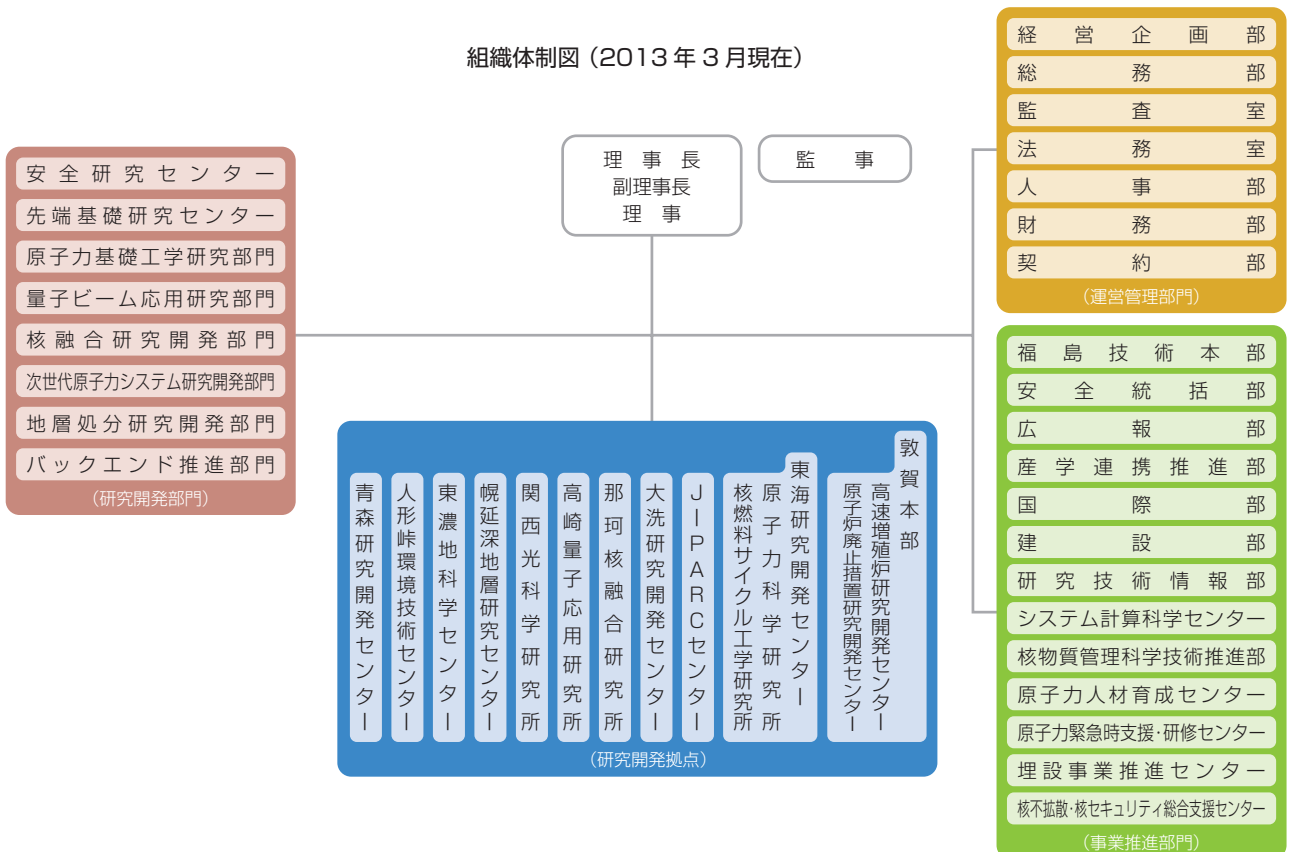 組織体制図（2013年3月現在）
理事長
副理事長
理事
監事
安全研究センター
先端基礎研究センター
原子力基礎工学研究部門
量子ビーム応用研究部門
核融合研究開発部門
次世代原子力システム研究開発部門
地層処分研究開発部門
バックエンド推進部門
（研究開発部門）
経営企画部
総務部
監査室
法務室
人事部
財務部
契約部
（運営管理部門）
福島技術本部
安全統括部
広報部
産学連携推進部
国際部
建設部
研究技術情報部
システム計算科学センター
核物質管理科学技術推進部
原子力人材育成センター
原子力緊急時支援・研修センター
埋設事業推進センター
核不拡散・核セキュリティ総合支援センター
（事業推進部門）
敦賀本部
高速増殖炉研究開発センター
原子炉廃止措置研究開発センター
東海研究開発センター
原子力科学研究所
核燃料サイクル工学研究所
J－PARCセンター
大洗研究開発センター
那珂核融合研究所
高崎量子応用研究所
関西光科学研究所
幌延深地層研究センター
東濃地科学センター
人形峠環境技術センター
青森研究開発センター
（研究開発拠点）